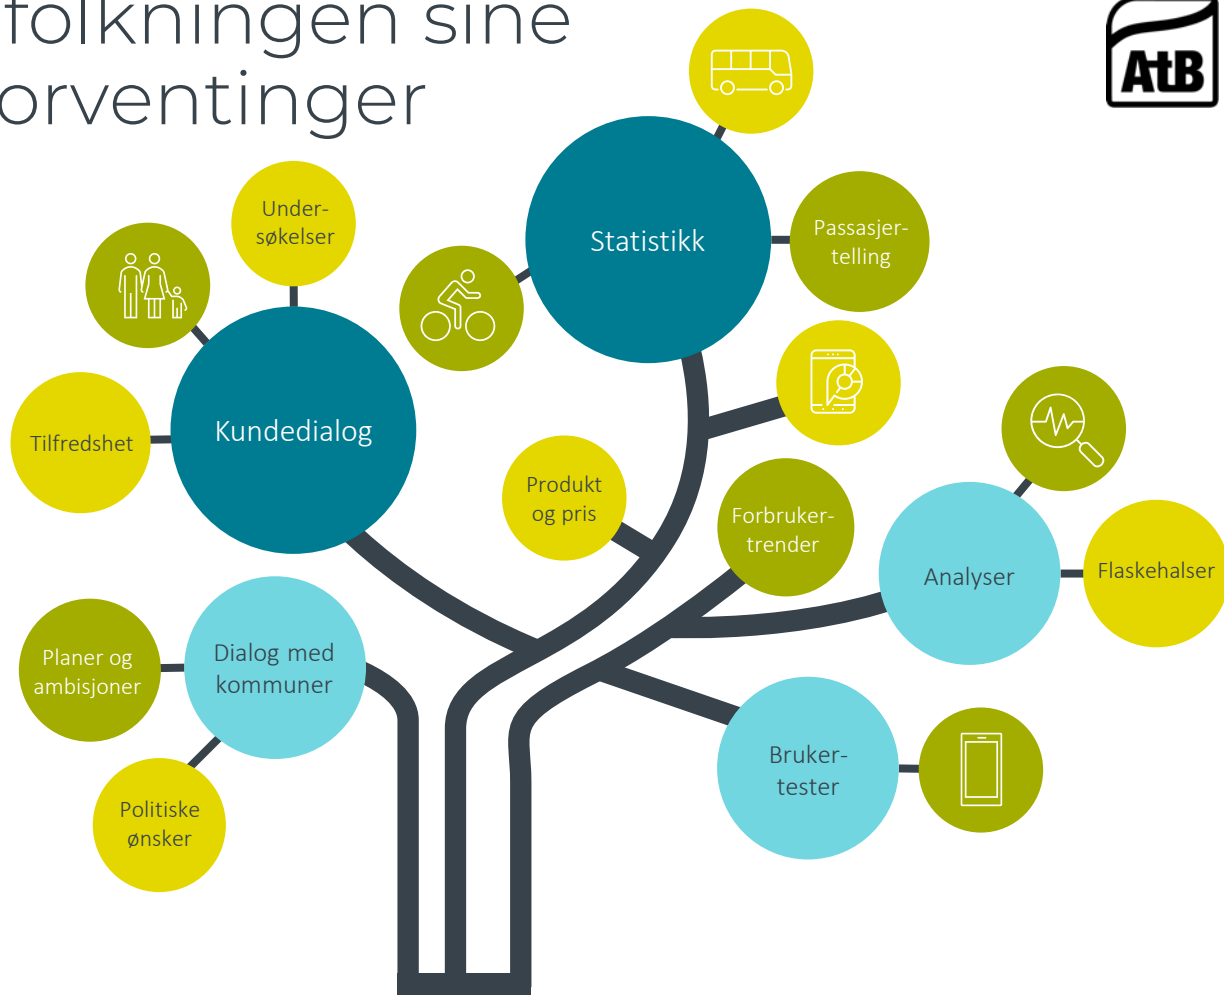 folkningen sine
orventinger
AtB
Under-
søkelser
Statistikk
Passasjer-
telling
Kundedialog
Tilfredshet
Produkt
og pris
Forbruker-
trender
Analyser
Flaskehalser
Planer og
ambisjoner
Dialog med
kommuner
Bruker-
tester
Politiske
ønsker